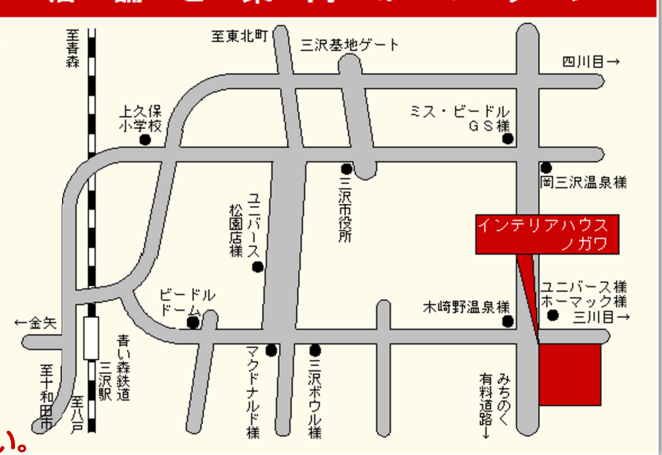 至青森
至東北町
三沢基地ゲート
四川目→
上久保
小学校
ミス・ビードル
ＧＳ様
岡三沢温泉様
三沢市役所
ユニバース
松園店様
インテリアハウス
ノガワ
ビードル
ドーム
木崎野温泉様
ユニバース様
ホーマック様
三川目→
←金矢
青い森鉄道
三沢駅
至十和田市
至八戸
マクドナルド様
三沢ボウル様
みちのく
有料道路→
い。